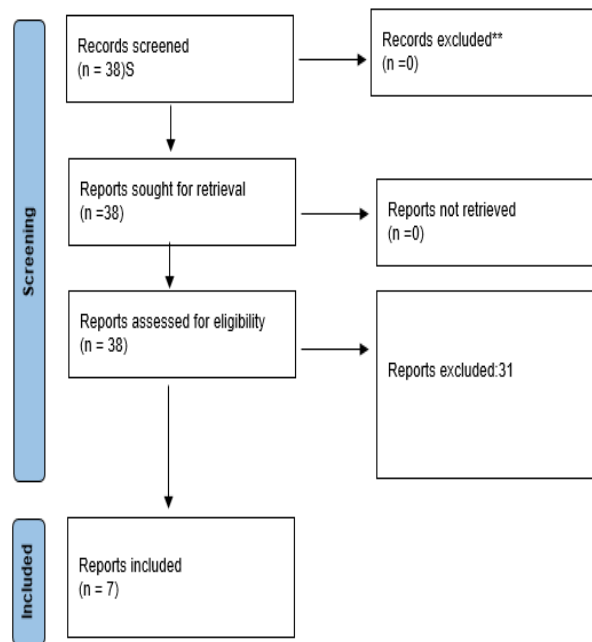 Records screened
(n = 38)S
Records excluded**
(n =0)
Screening
Reports sought for retrieval
(n =38)
Reports not retrieved
(n =0)
Reports assessed for eligibility
(n = 38)
Reports excluded:31
Included
Reports included
(n = 7)